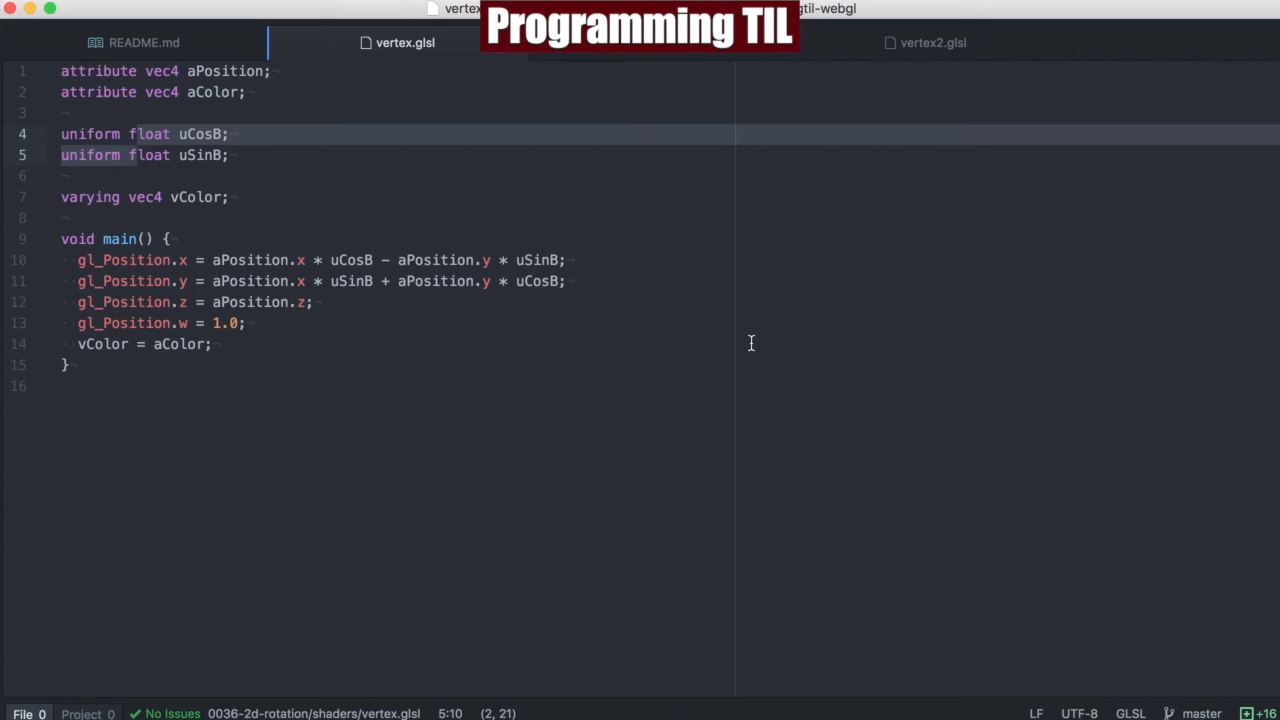 vertex
gtil-webgl
Programming TIL
README.md
vertex.glsl
vertex2.glsl
1 attribute vec4 aPosition;¬
2 attribute vec4 aColor;¬
3 ¬
4 uniform float uCosB;¬
5 uniform float uSinB;¬
6 ¬
7 varying vec4 vColor;¬
8 ¬
9 void main() {¬
10 ··gl_Position.x = aPosition.x * uCosB - aPosition.y * uSinB;¬
11 ··gl_Position.y = aPosition.x * uSinB + aPosition.y * uCosB;¬
12 ··gl_Position.z = aPosition.z;¬
13 ··gl_Position.w = 1.0;¬
14 ··vColor = aColor;¬
15 }¬
16
File 0 Project 0 ✓ No Issues 0036-2d-rotation/shaders/vertex.glsl 5:10 (2, 21) LF UTF-8 GLSL master +16